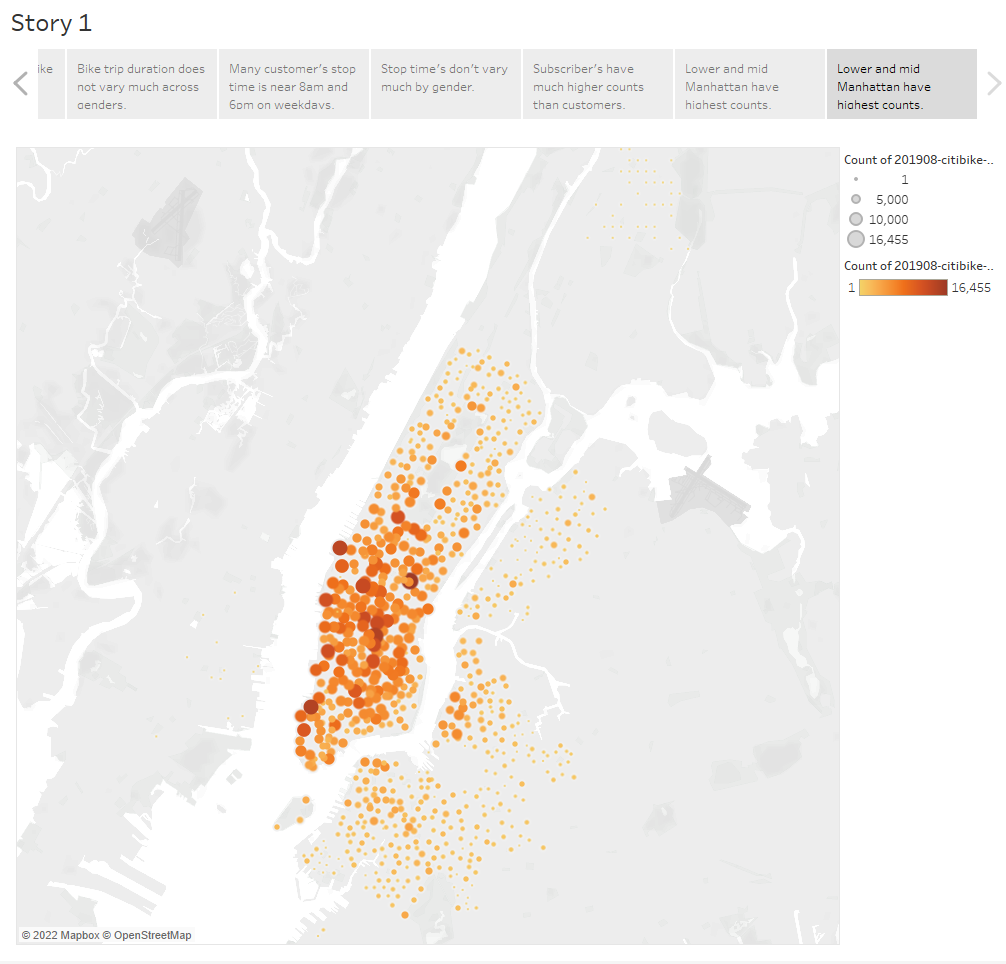 Story 1
ike
Bike trip duration does
not vary much across
genders.
Many customer's stop
time is near 8am and
6pm on weekdays.
Stop time's don't vary
much by gender.
Subscriber's have
much higher counts
than customers.
Lower and mid
Manhattan have
highest counts.
Lower and mid
Manhattan have
highest counts.
Count of 201908-citibike-..
1
5,000
10,000
16,455
Count of 201908-citibike-..
1 16,455
© 2022 Mapbox © OpenStreetMap